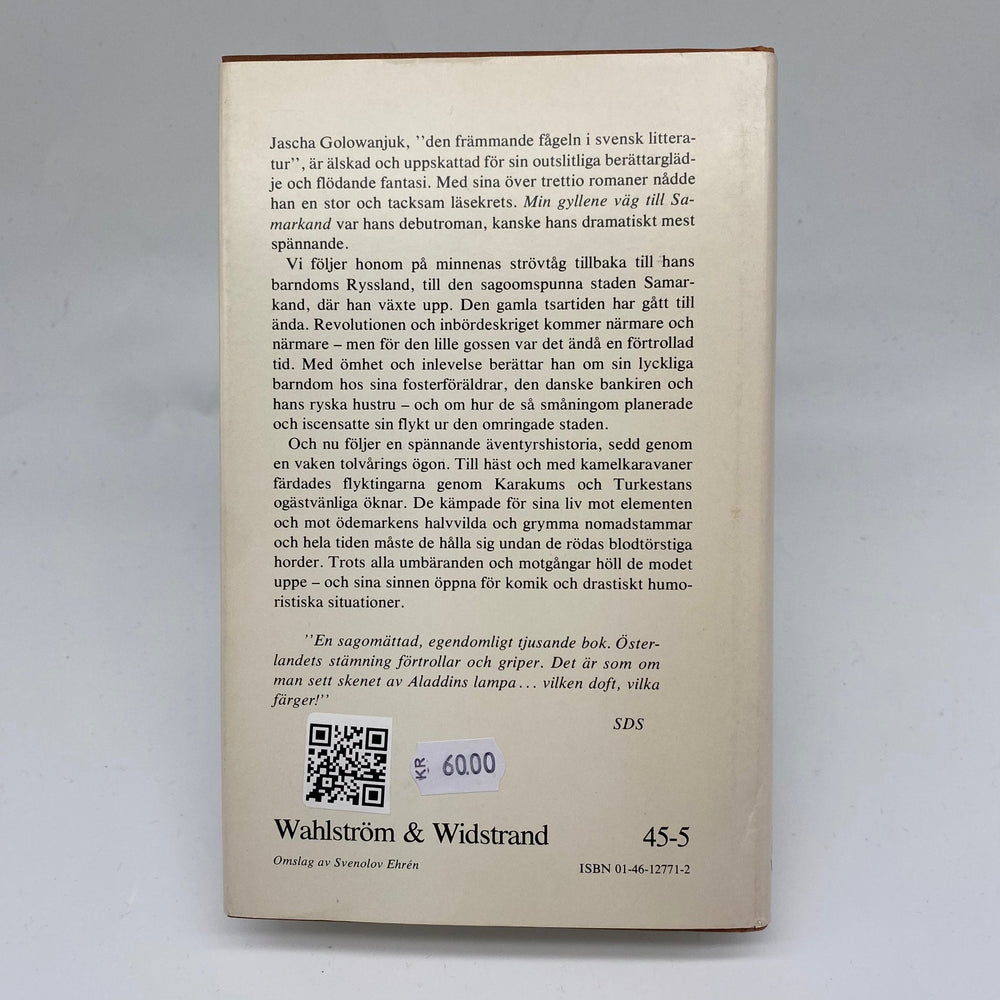 Jascha Golowanjuk, ''den främmande fågeln i svensk littera-
tur'', är älskad och uppskattad för sin outslitliga berättargläd-
je och flödande fantasi. Med sina över trettio romaner nådde
han en stor och tacksam läsekrets. Min gyllene väg till Sa-
markand var hans debutroman, kanske hans dramatiskt mest
spännande.
Vi följer honom på minnenas strövtåg tillbaka till hans
barndoms Ryssland, till den sagoomspunna staden Samar-
kand, där han växte upp. Den gamla tsartiden har gått till
ända. Revolutionen och inbördeskriget kommer närmare och
närmare – men för den lille gossen var det ändå en förtrollad
tid. Med ömhet och inlevelse berättar han om sin lyckliga
barndom hos sina fosterföräldrar, den danske bankiren och
hans ryska hustru – och om hur de så småningom planerade
och iscensatte sin flykt ur den omringade staden.
Och nu följer en spännande äventyrshistoria, sedd genom
en vaken tolvårings ögon. Till häst och med kamelkaravaner
färdades flyktingarna genom Karakums och Turkestans
ogästvänliga öknar. De kämpade för sina liv mot elementen
och mot ödemarkens halvvilda och grymma nomadstammar
och hela tiden måste de hålla sig undan de rödas blodtörstiga
horder. Trots alla umbäranden och motgångar höll de modet
uppe – och sina sinnen öppna för komik och drastiskt humo-
ristiska situationer.
''En sagomättad, egendomligt tjusande bok. Öster-
landets stämning förtrollar och griper. Det är som om
man sett skenet av Aladdins lampa... vilken doft, vilka
färger!''
SDS
KR 60.00
Wahlström & Widstrand 45-5
Omslag av Svenolov Ehrén ISBN 01-46-12771-2